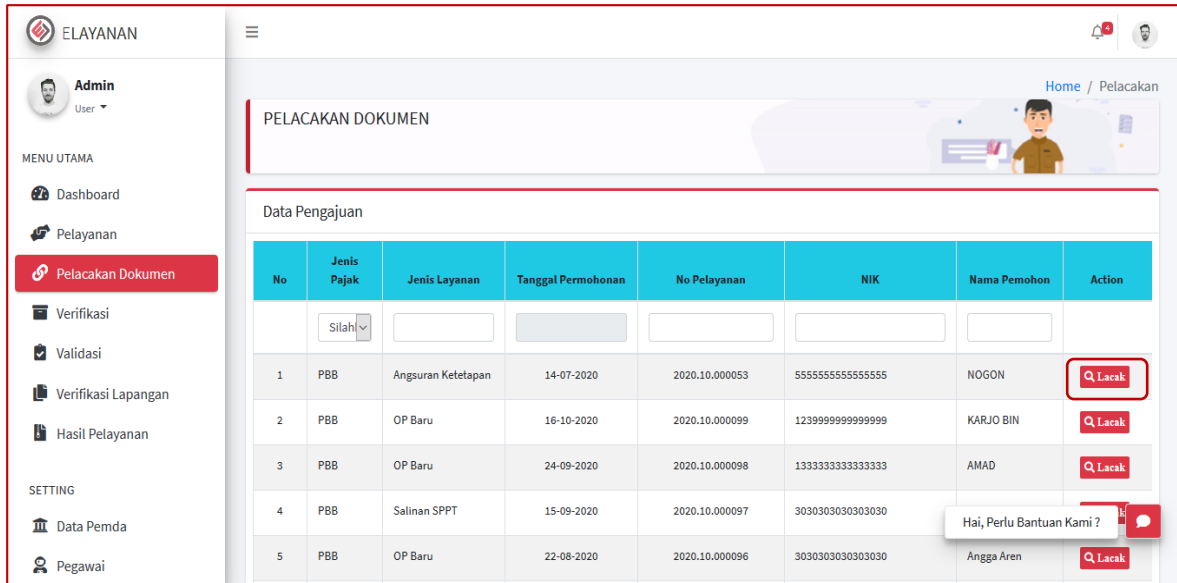 ELAYANAN
4
Admin
User
Home / Pelacakan
PELACAKAN DOKUMEN
MENU UTAMA
Dashboard
Pelayanan
Pelacakan Dokumen
Verifikasi
Validasi
Verifikasi Lapangan
Hasil Pelayanan
SETTING
Data Pemda
Pegawai
Data Pengajuan
No Jenis Pajak Jenis Layanan Tanggal Permohonan No Pelayanan NIK Nama Pemohon Action
Silah
1 PBB Angsuran Ketetapan 14-07-2020 2020.10.000053 5555555555555555 NOGON Lacak
2 PBB OP Baru 16-10-2020 2020.10.000099 1239999999999999 KARJO BIN Lacak
3 PBB OP Baru 24-09-2020 2020.10.000098 1333333333333333 AMAD Lacak
4 PBB Salinan SPPT 15-09-2020 2020.10.000097 3030303030303030
5 PBB OP Baru 22-08-2020 2020.10.000096 3030303030303030 Angga Aren Lacak
Hai, Perlu Bantuan Kami ?